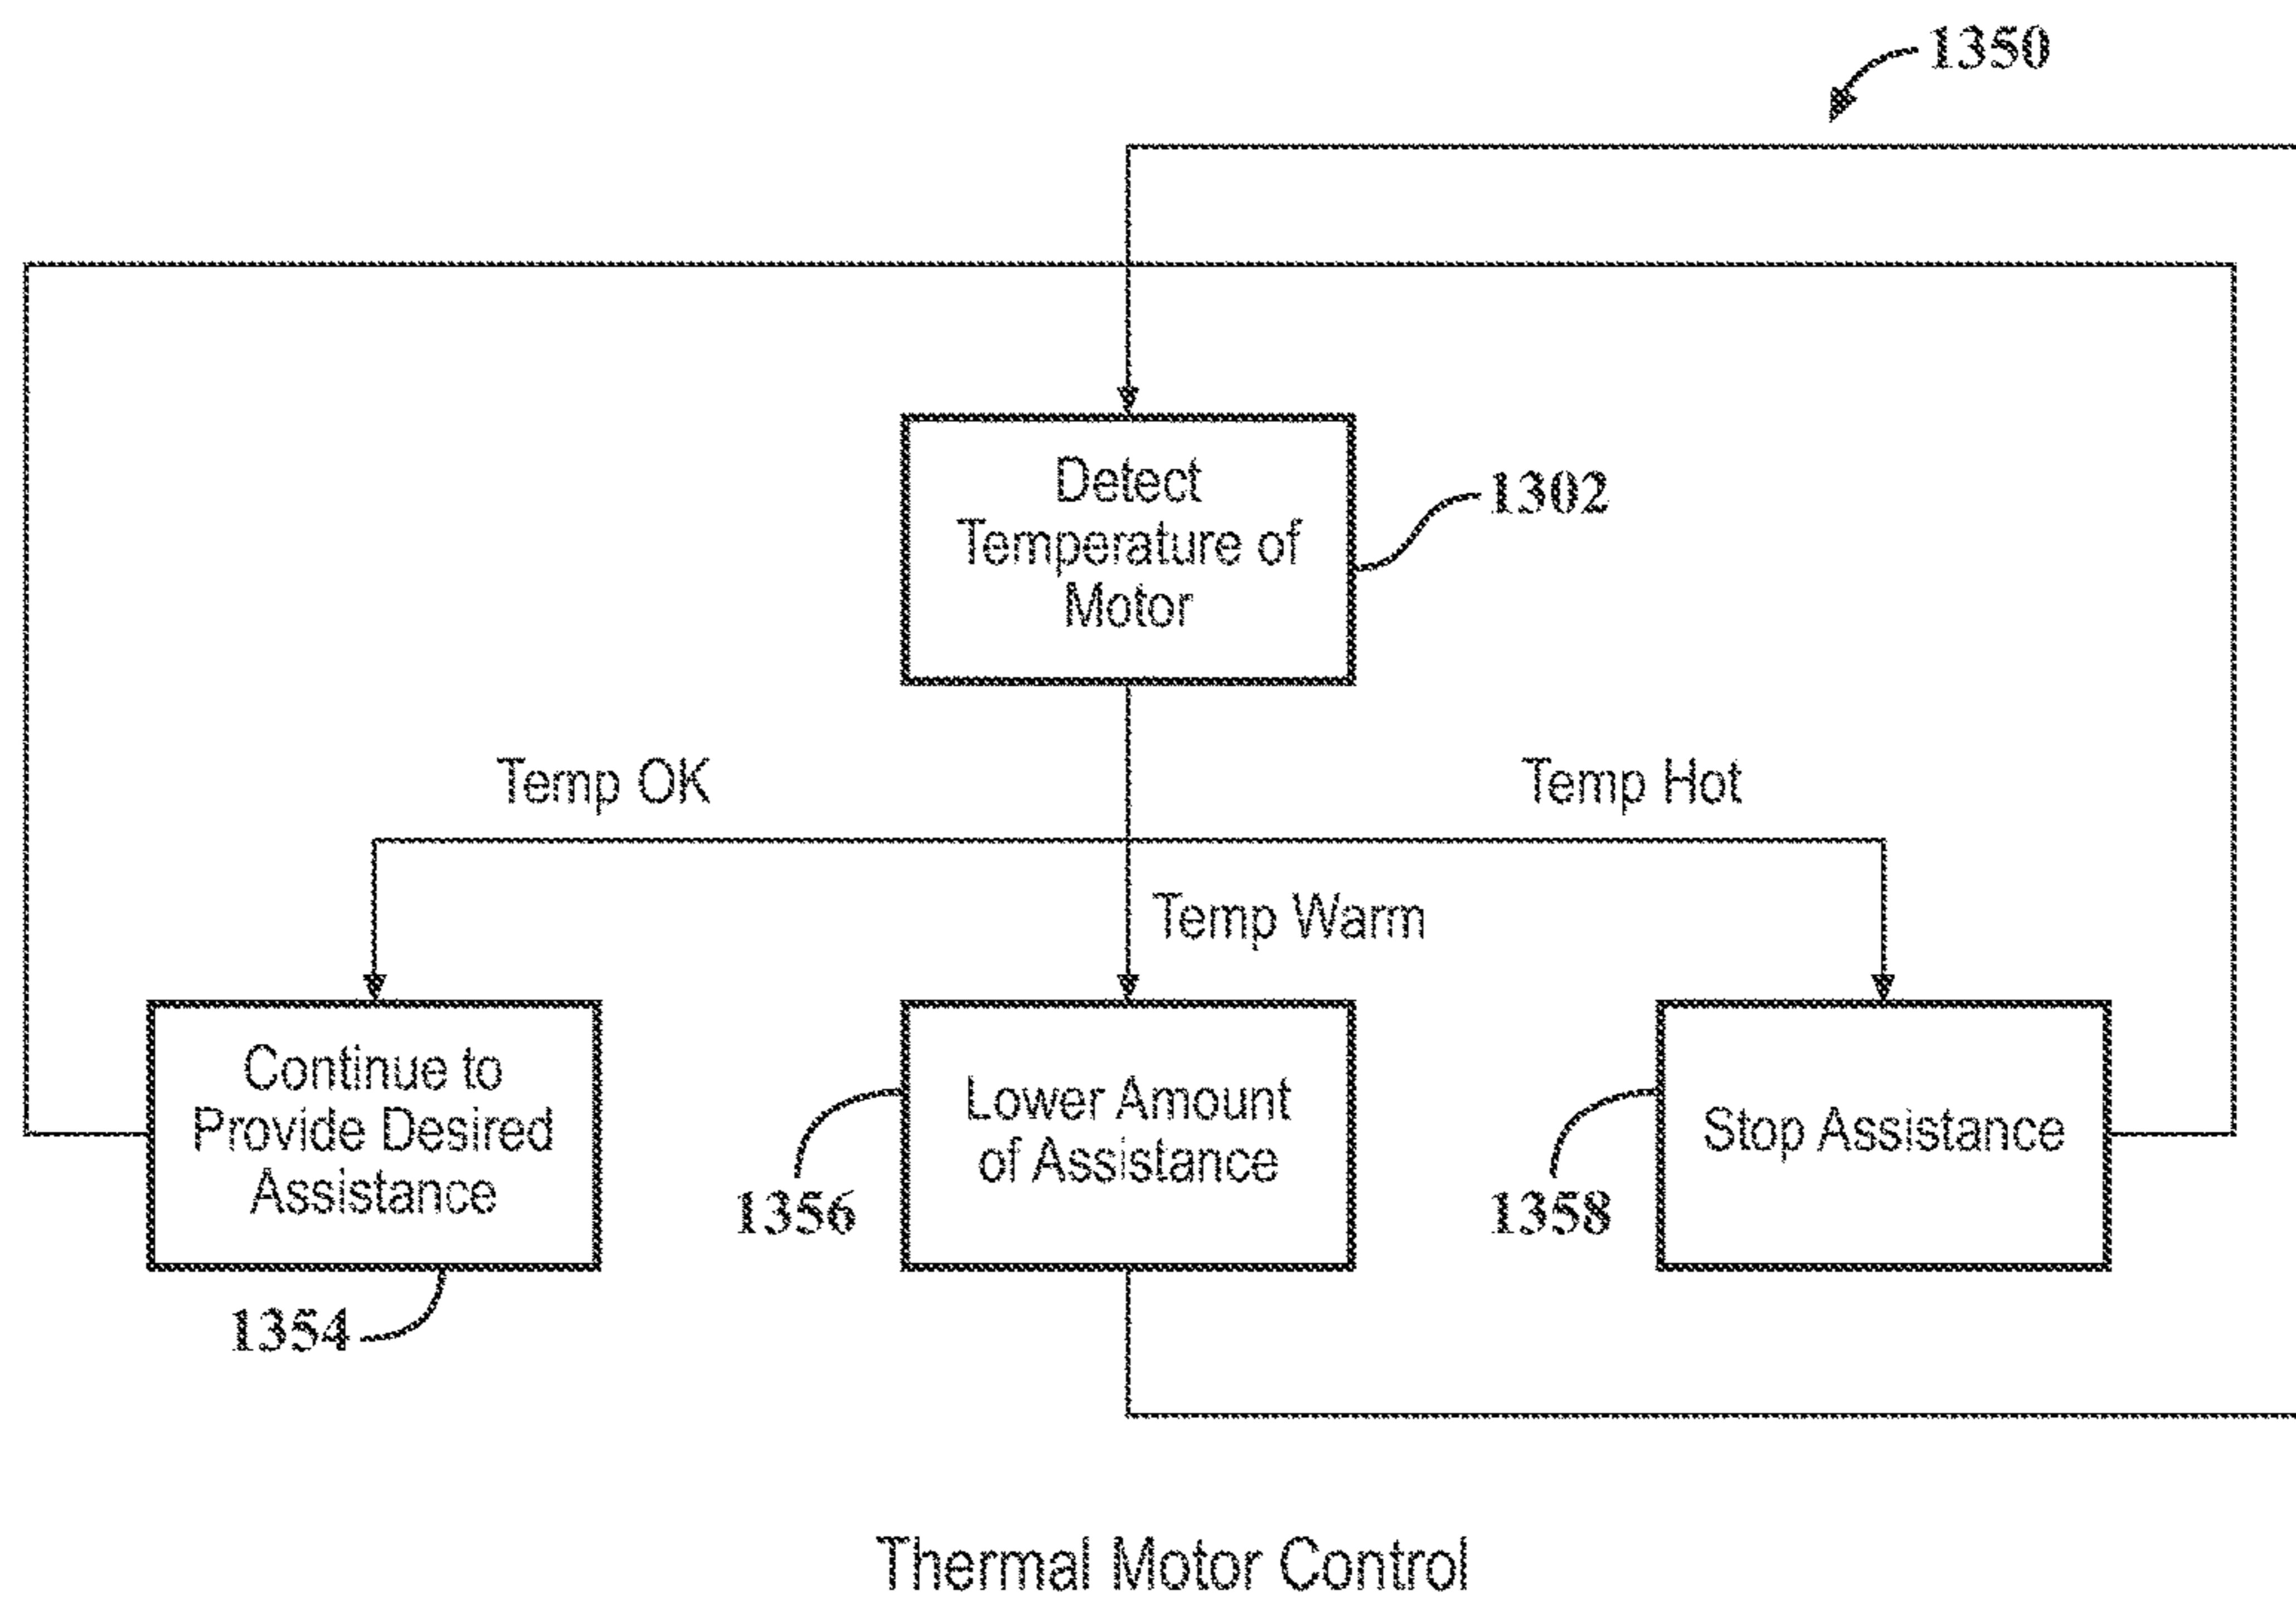 1350
Detect
Temperature of
Motor
1302
Temp OK
Temp Hot
Temp Warm
Continue to
Provide Desired
Assistance
1354
Lower Amount
of Assistance
1356
Stop Assistance
1358
Thermal Motor Control